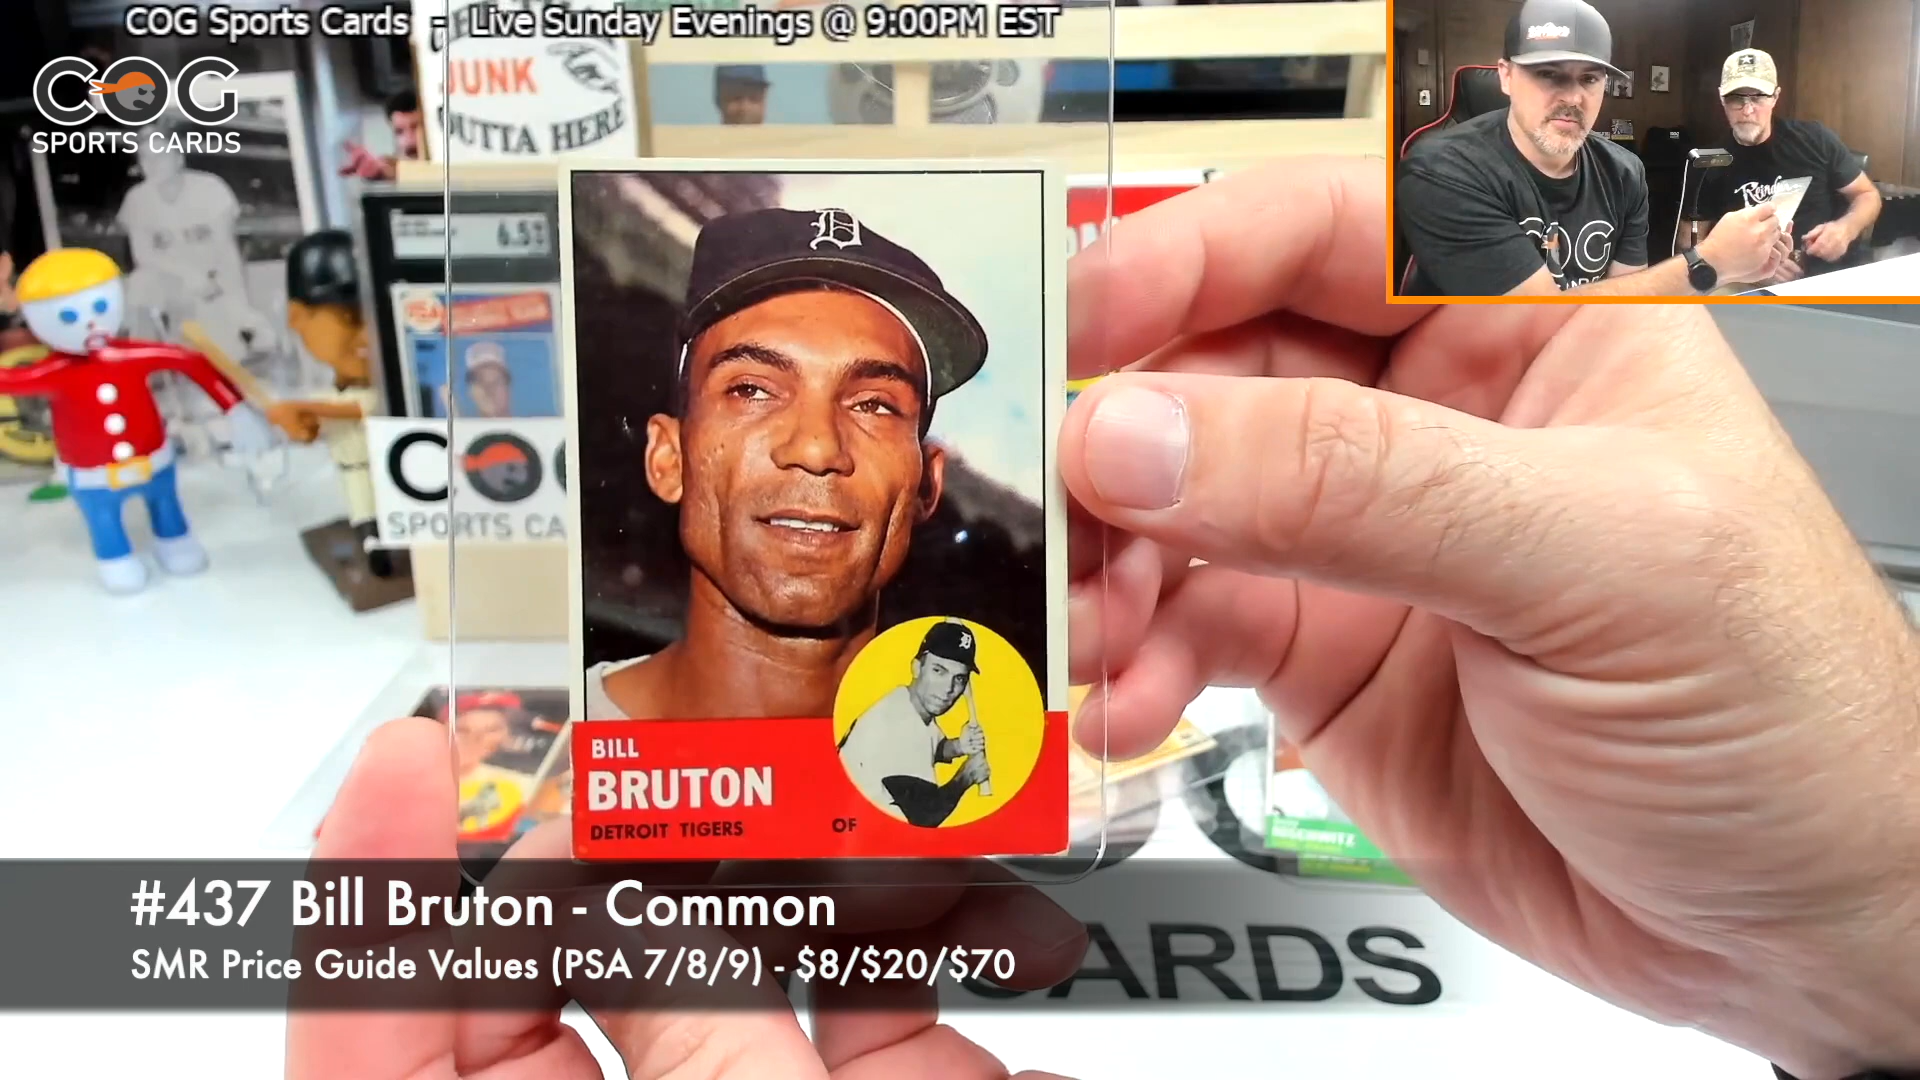 COG Sports Cards - Live Sunday Evenings @ 9:00PM EST
COG
SPORTS CARDS
JUNK
OUTTA HERE
6.5
COG
SPORTS CA
D
BILL
BRUTON
DETROIT TIGERS OF
#437 Bill Bruton - Common
SMR Price Guide Values (PSA 7/8/9) - $8/$20/$70
CARDS
COG